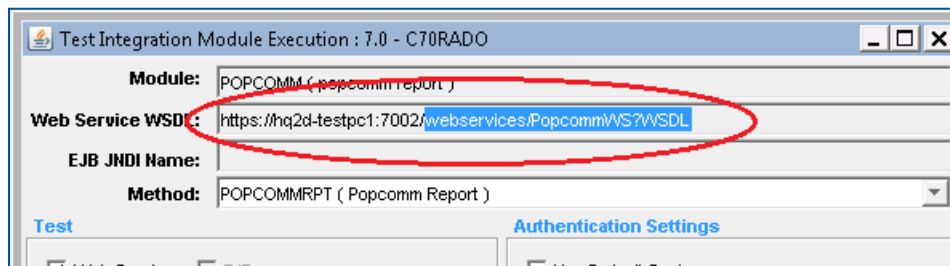 Test Integration Module Execution : 7.0 - C70RADO
Module: POPCOMM ( popcomm report )
Web Service WSDL: https://hq2d-testpc1:7002/webservices/PopcommWS?WSDL
EJB JNDI Name:
Method: POPCOMMRPT ( Popcomm Report )
Test Authentication Settings